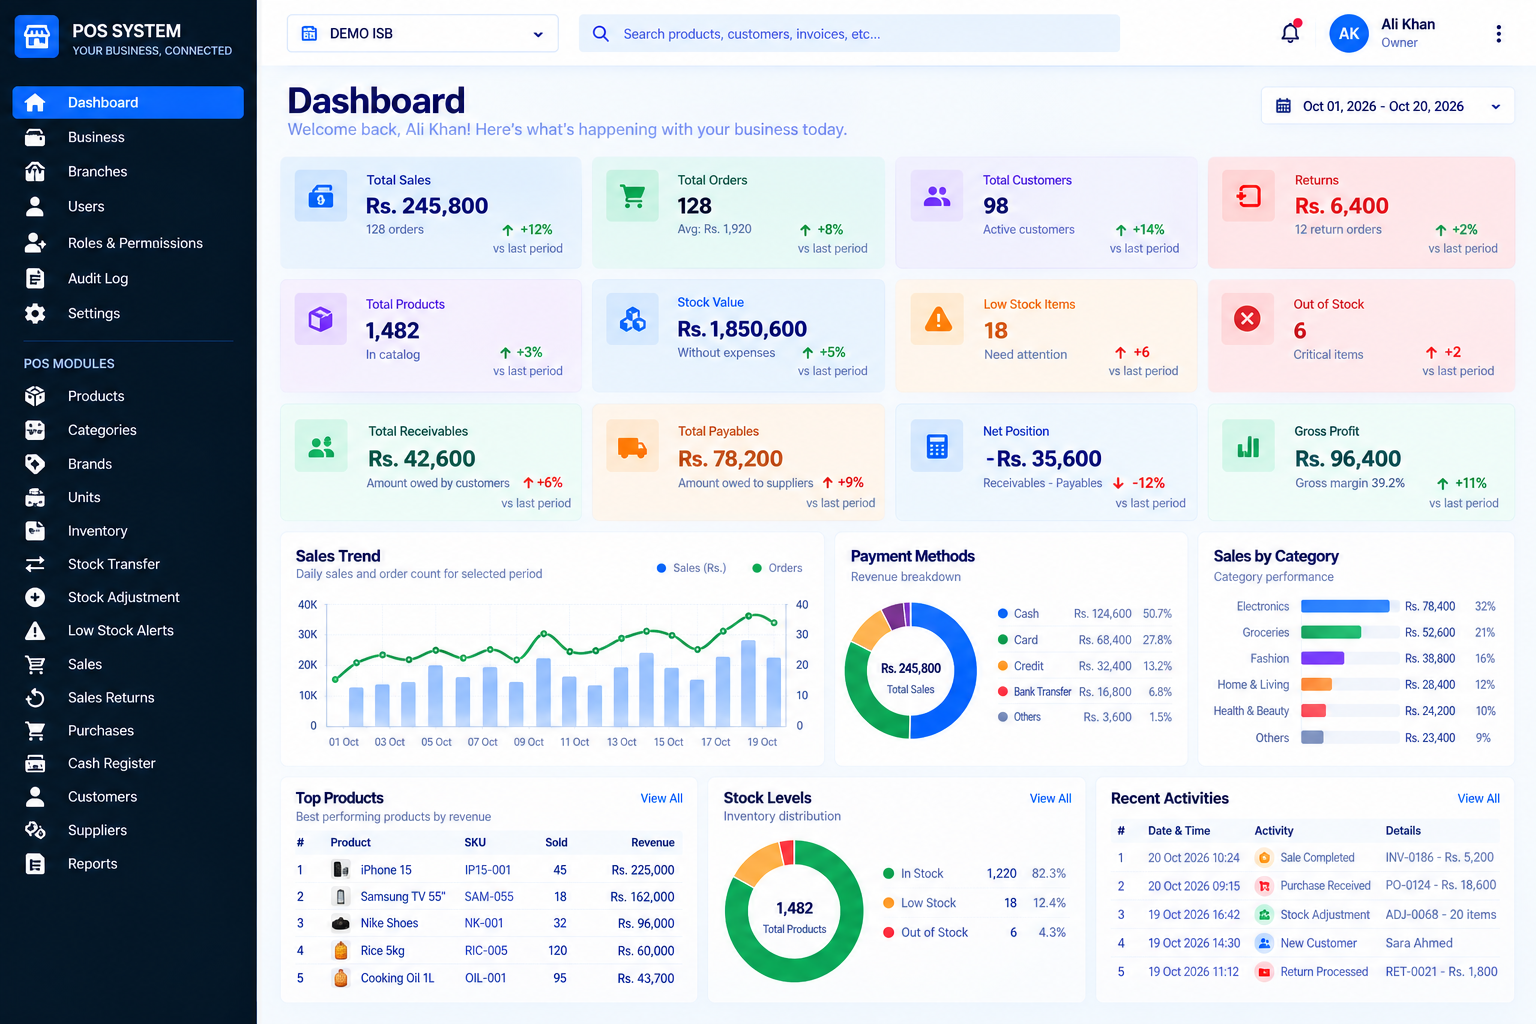 POS SYSTEM
YOUR BUSINESS, CONNECTED
Dashboard
Business
Branches
Users
Roles & Permnissions
Audit Log
Settings
POS MODULES
Products
Categories
Brands
Units
Inventory
Stock Transfer
Stock Adjustment
Low Stock Alerts
Sales
Sales Returns
Purchases
Cash Register
Customers
Suppliers
Reports
DEMO ISB
Search products, customers, invoices, etc...
AK
Ali Khan
Owner
Dashboard
Welcome back, Ali Khan! Here's what's happening with your business today.
Oct 01, 2026 - Oct 20, 2026
Total Sales
Rs. 245,800
128 orders
+12%
vs last period
Total Orders
128
Avg: Rs. 1,920
+8%
vs last period
Total Customers
98
Active customers
+14%
vs last period
Returns
Rs. 6,400
12 return orders
+2%
vs last period
Total Products
1,482
In catalog
+3%
vs last period
Stock Value
Rs. 1,850,600
Without expenses
+5%
vs last period
Low Stock Items
18
Need attention
+6
vs last period
Out of Stock
6
Critical items
+2
vs last period
Total Receivables
Rs. 42,600
Amount owed by customers
+6%
vs last period
Total Payables
Rs. 78,200
Amount owed to suppliers
+9%
vs last period
Net Position
-Rs. 35,600
Receivables - Payables
-12%
vs last period
Gross Profit
Rs. 96,400
Gross margin 39.2%
+11%
vs last period
Sales Trend
Daily sales and order count for selected period
Sales (Rs.)
Orders
40K
30K
20K
10K
0
40
30
20
10
0
01 Oct 03 Oct 05 Oct 07 Oct 09 Oct 11 Oct 13 Oct 15 Oct 17 Oct 19 Oct
Payment Methods
Revenue breakdown
Rs. 245,800
Total Sales
Cash Rs. 124,600 50.7%
Card Rs. 68,400 27.8%
Credit Rs. 32,400 13.2%
Bank Transfer Rs. 16,800 6.8%
Others Rs. 3,600 1.5%
Sales by Category
Category performance
Electronics Rs. 78,400 32%
Groceries Rs. 52,600 21%
Fashion Rs. 38,800 16%
Home & Living Rs. 28,400 12%
Health & Beauty Rs. 24,200 10%
Others Rs. 23,400 9%
Top Products
View All
Best performing products by revenue
# Product SKU Sold Revenue
1 iPhone 15 IP15-001 45 Rs. 225,000
2 Samsung TV 55" SAM-055 18 Rs. 162,000
3 Nike Shoes NK-001 32 Rs. 96,000
4 Rice 5kg RIC-005 120 Rs. 60,000
5 Cooking Oil 1L OIL-001 95 Rs. 43,700
Stock Levels
View All
Inventory distribution
1,482
Total Products
In Stock 1,220 82.3%
Low Stock 18 12.4%
Out of Stock 6 4.3%
Recent Activities
View All
# Date & Time Activity Details
1 20 Oct 2026 10:24 Sale Completed INV-0186 - Rs. 5,200
2 20 Oct 2026 09:15 Purchase Received PO-0124 - Rs. 18,600
3 19 Oct 2026 16:42 Stock Adjustment ADJ-0068 - 20 items
4 19 Oct 2026 14:30 New Customer Sara Ahmed
5 19 Oct 2026 11:12 Return Processed RET-0021 - Rs. 1,800